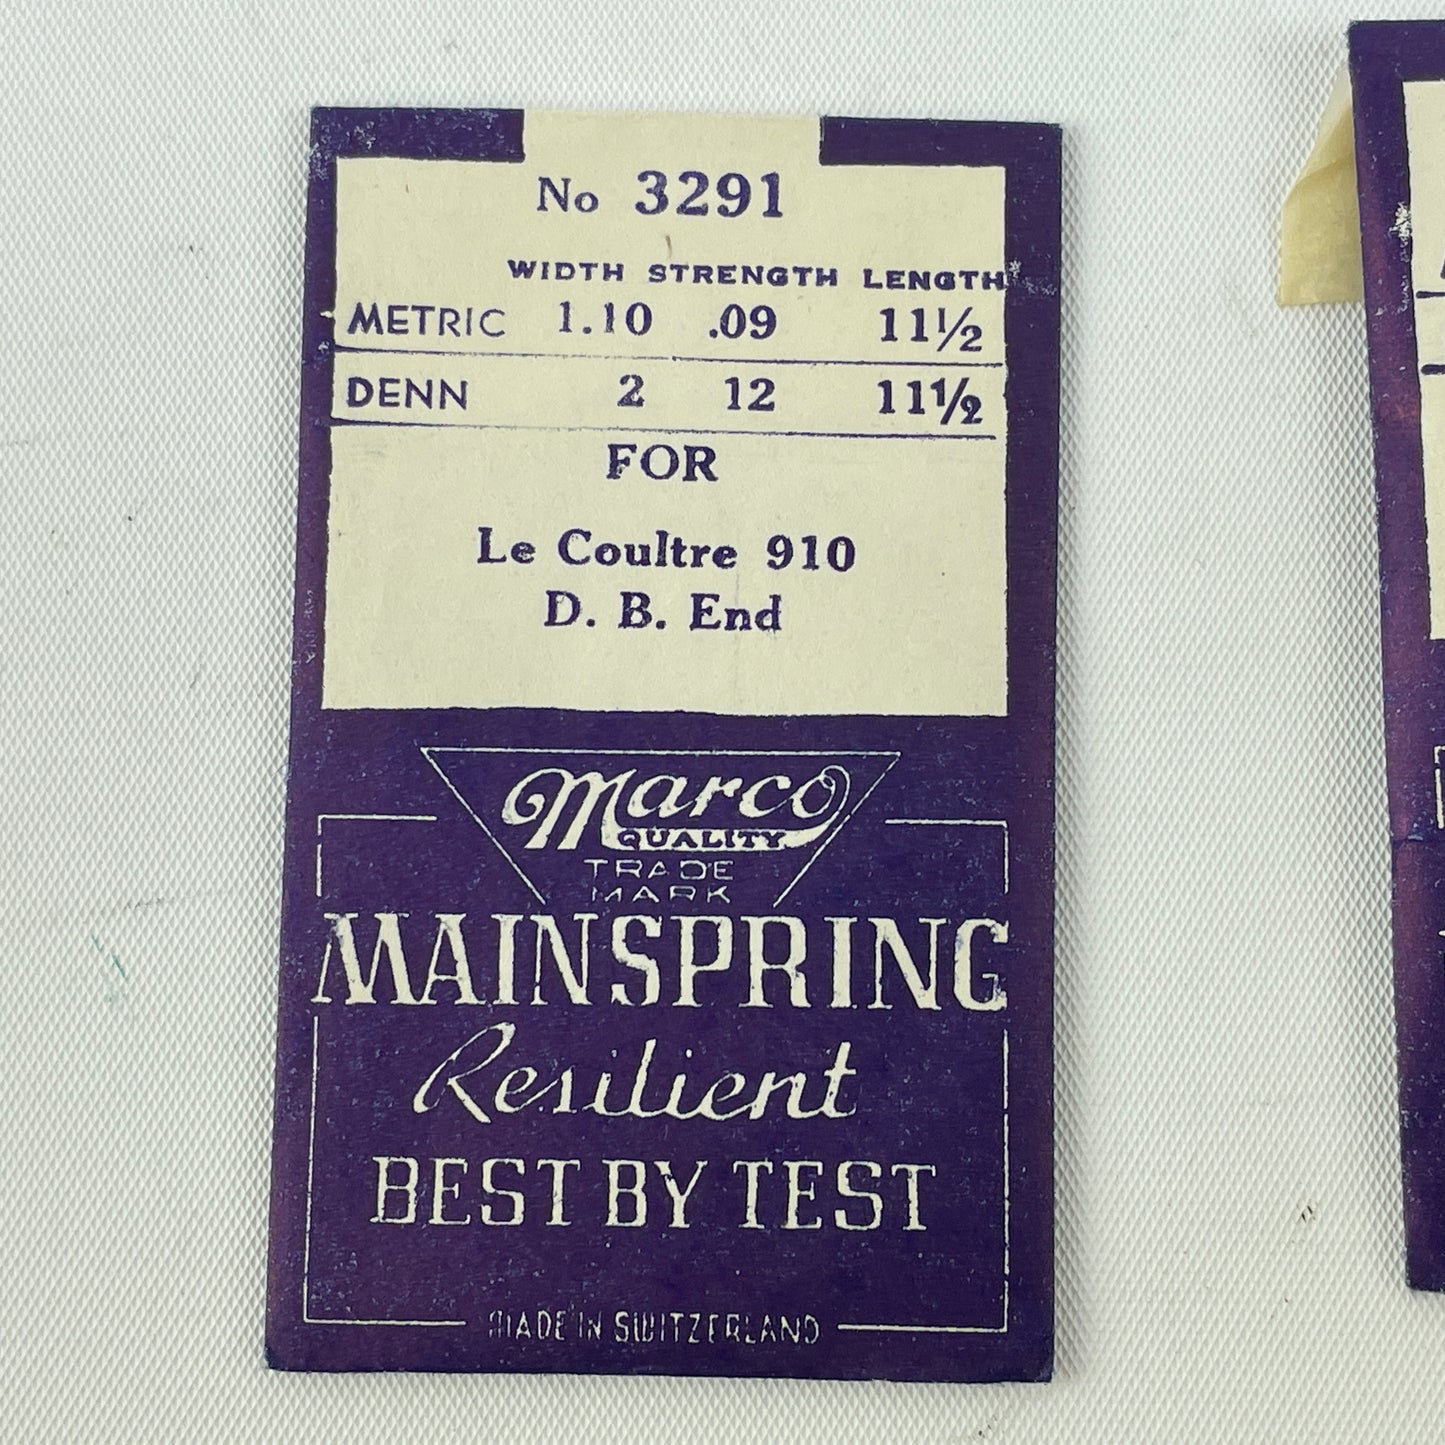 No 3291
WIDTH STRENGTH LENGTH
METRIC 1.10 .09 11½
DENN 2 12 11½
FOR
Le Coultre 910
D. B. End
Marco
QUALITY
TRADE
MARK
MAINSPRING
Resilient
BEST BY TEST
MADE IN SWITZERLAND